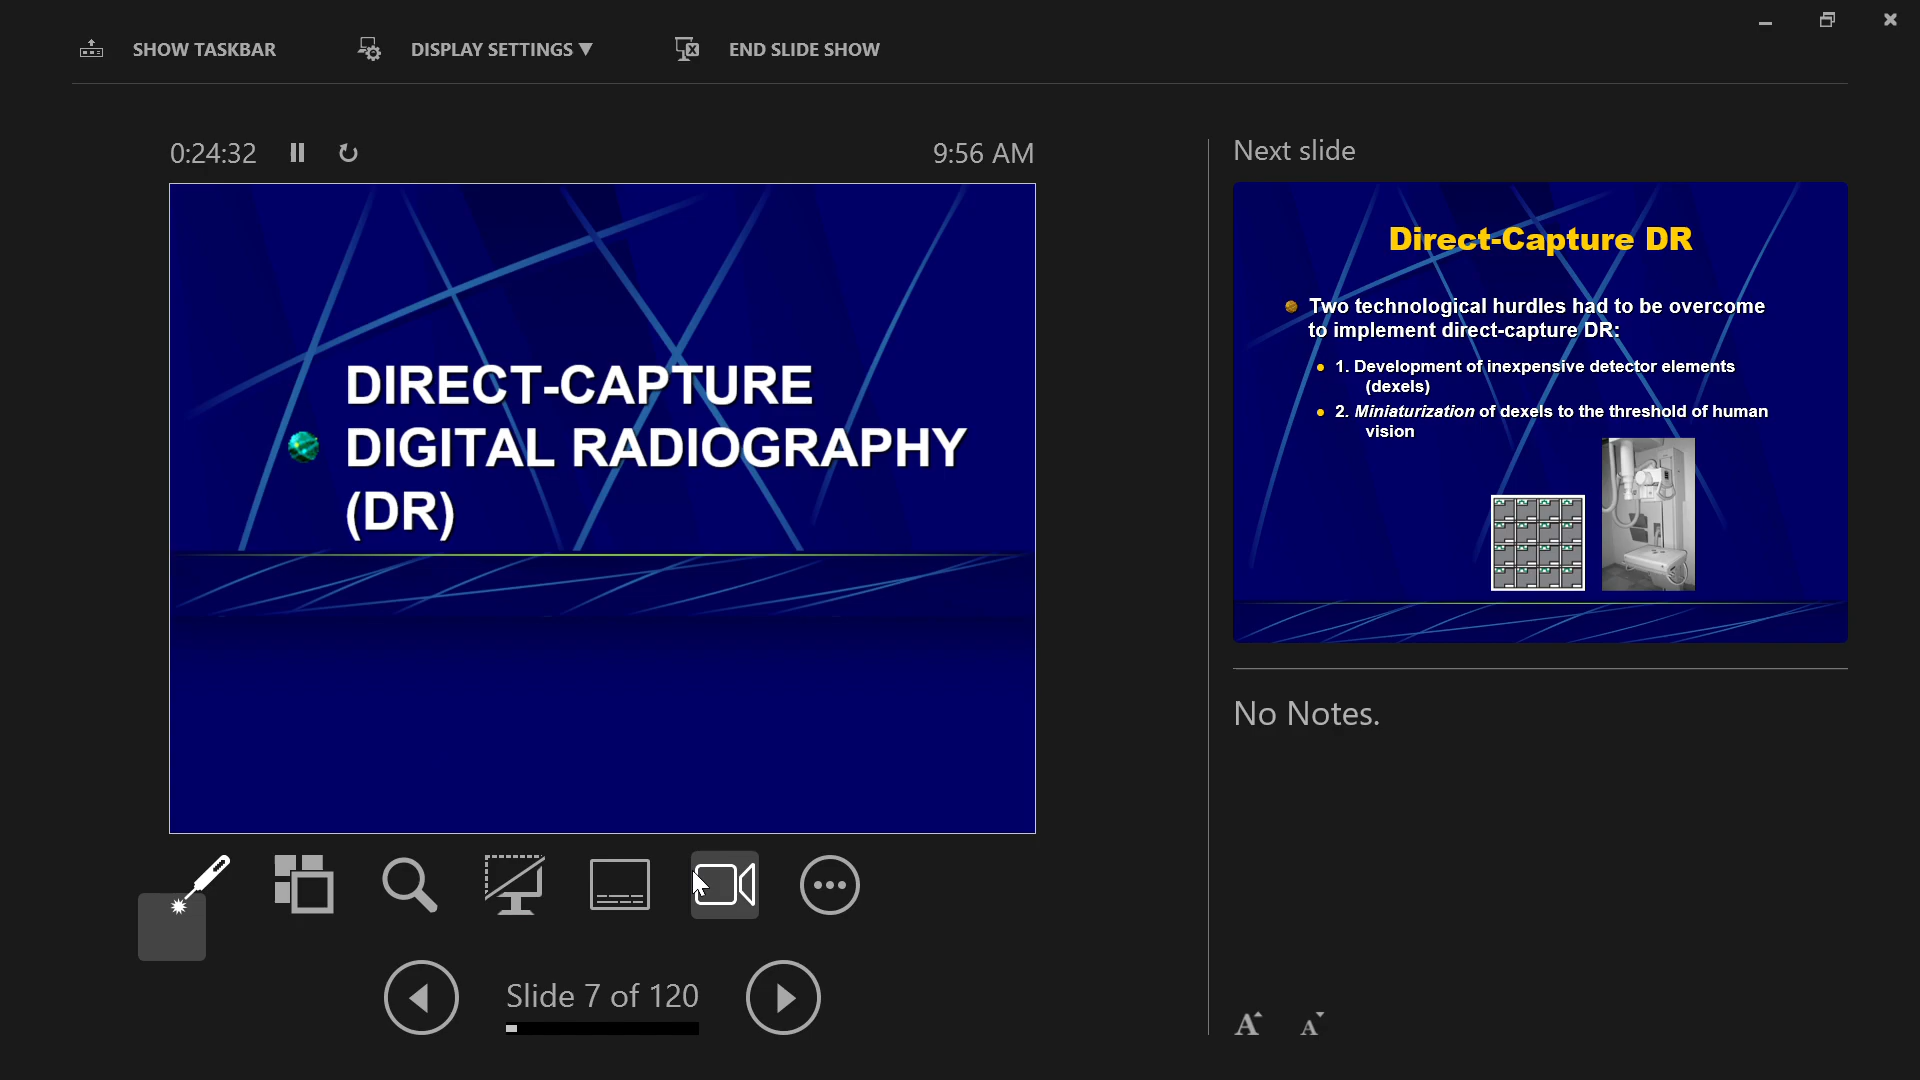 SHOW TASKBAR
DISPLAY SETTINGS ▼
END SLIDE SHOW
0:24:32
9:56 AM
DIRECT-CAPTURE
DIGITAL RADIOGRAPHY
(DR)
Slide 7 of 120
Next slide
Direct-Capture DR
Two technological hurdles had to be overcome
to implement direct-capture DR:
1. Development of inexpensive detector elements
(dexels)
2. Miniaturization of dexels to the threshold of human
vision
No Notes.
A
A